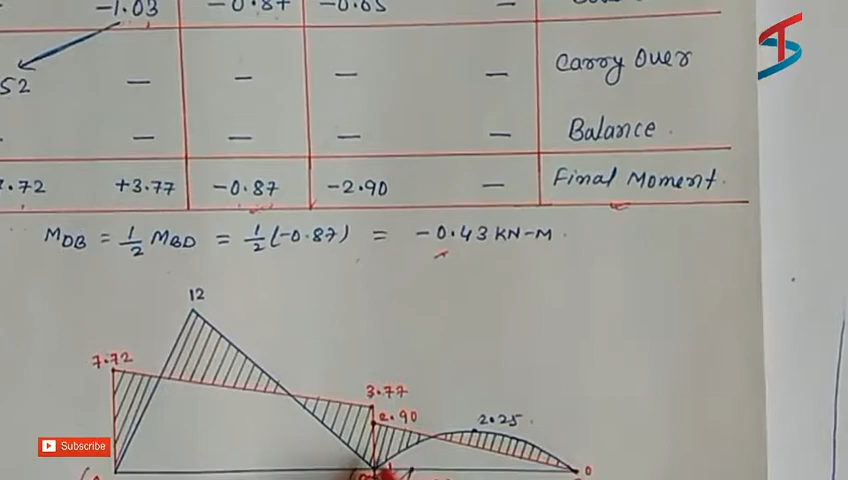 -1.03 -0.87 -0.05
52 — — — — Carry Over
— — — — Balance.
7.72 +3.77 -0.87 -2.90 — Final Moment.
MDB = 1/2 MBD = 1/2 (-0.87) = -0.43 KN-M.
12
7.72
3.77
2.90 2.25
Subscribe
0